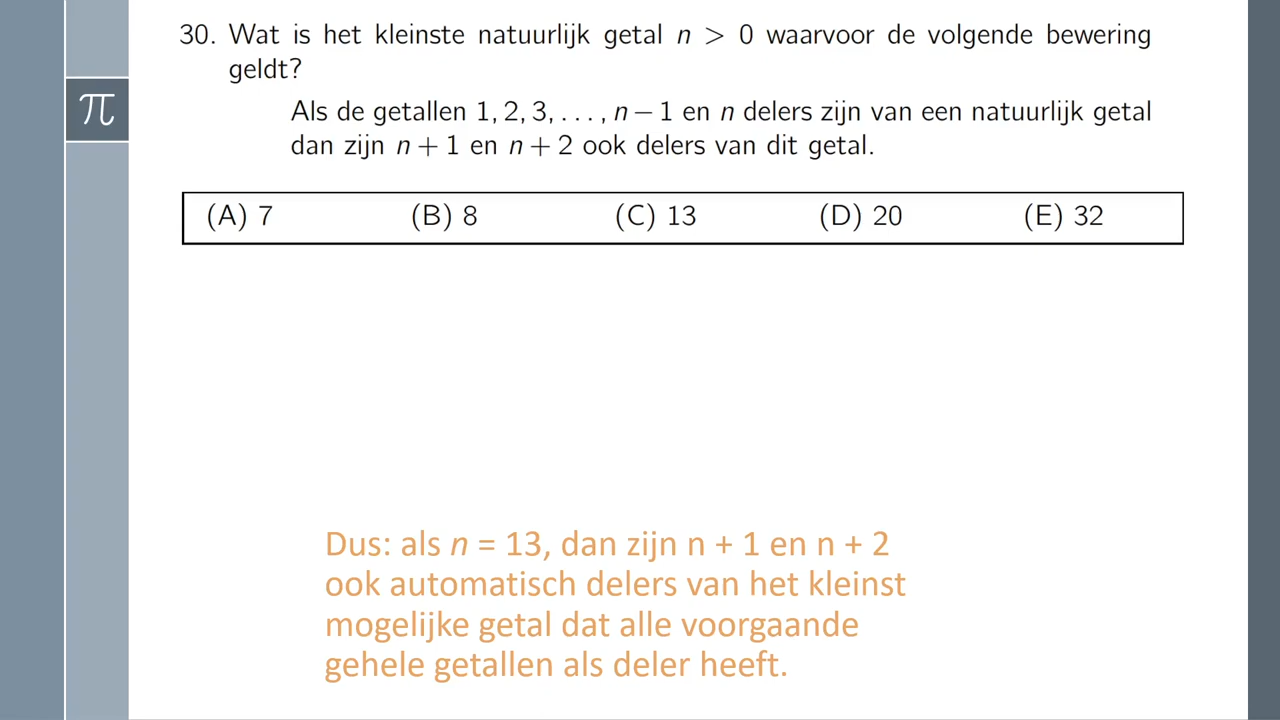 30. Wat is het kleinste natuurlijk getal n > 0 waarvoor de volgende bewering
geldt?
π
Als de getallen 1, 2, 3, . . . , n − 1 en n delers zijn van een natuurlijk getal
dan zijn n + 1 en n + 2 ook delers van dit getal.
(A) 7 (B) 8 (C) 13 (D) 20 (E) 32
Dus: als n = 13, dan zijn n + 1 en n + 2
ook automatisch delers van het kleinst
mogelijke getal dat alle voorgaande
gehele getallen als deler heeft.